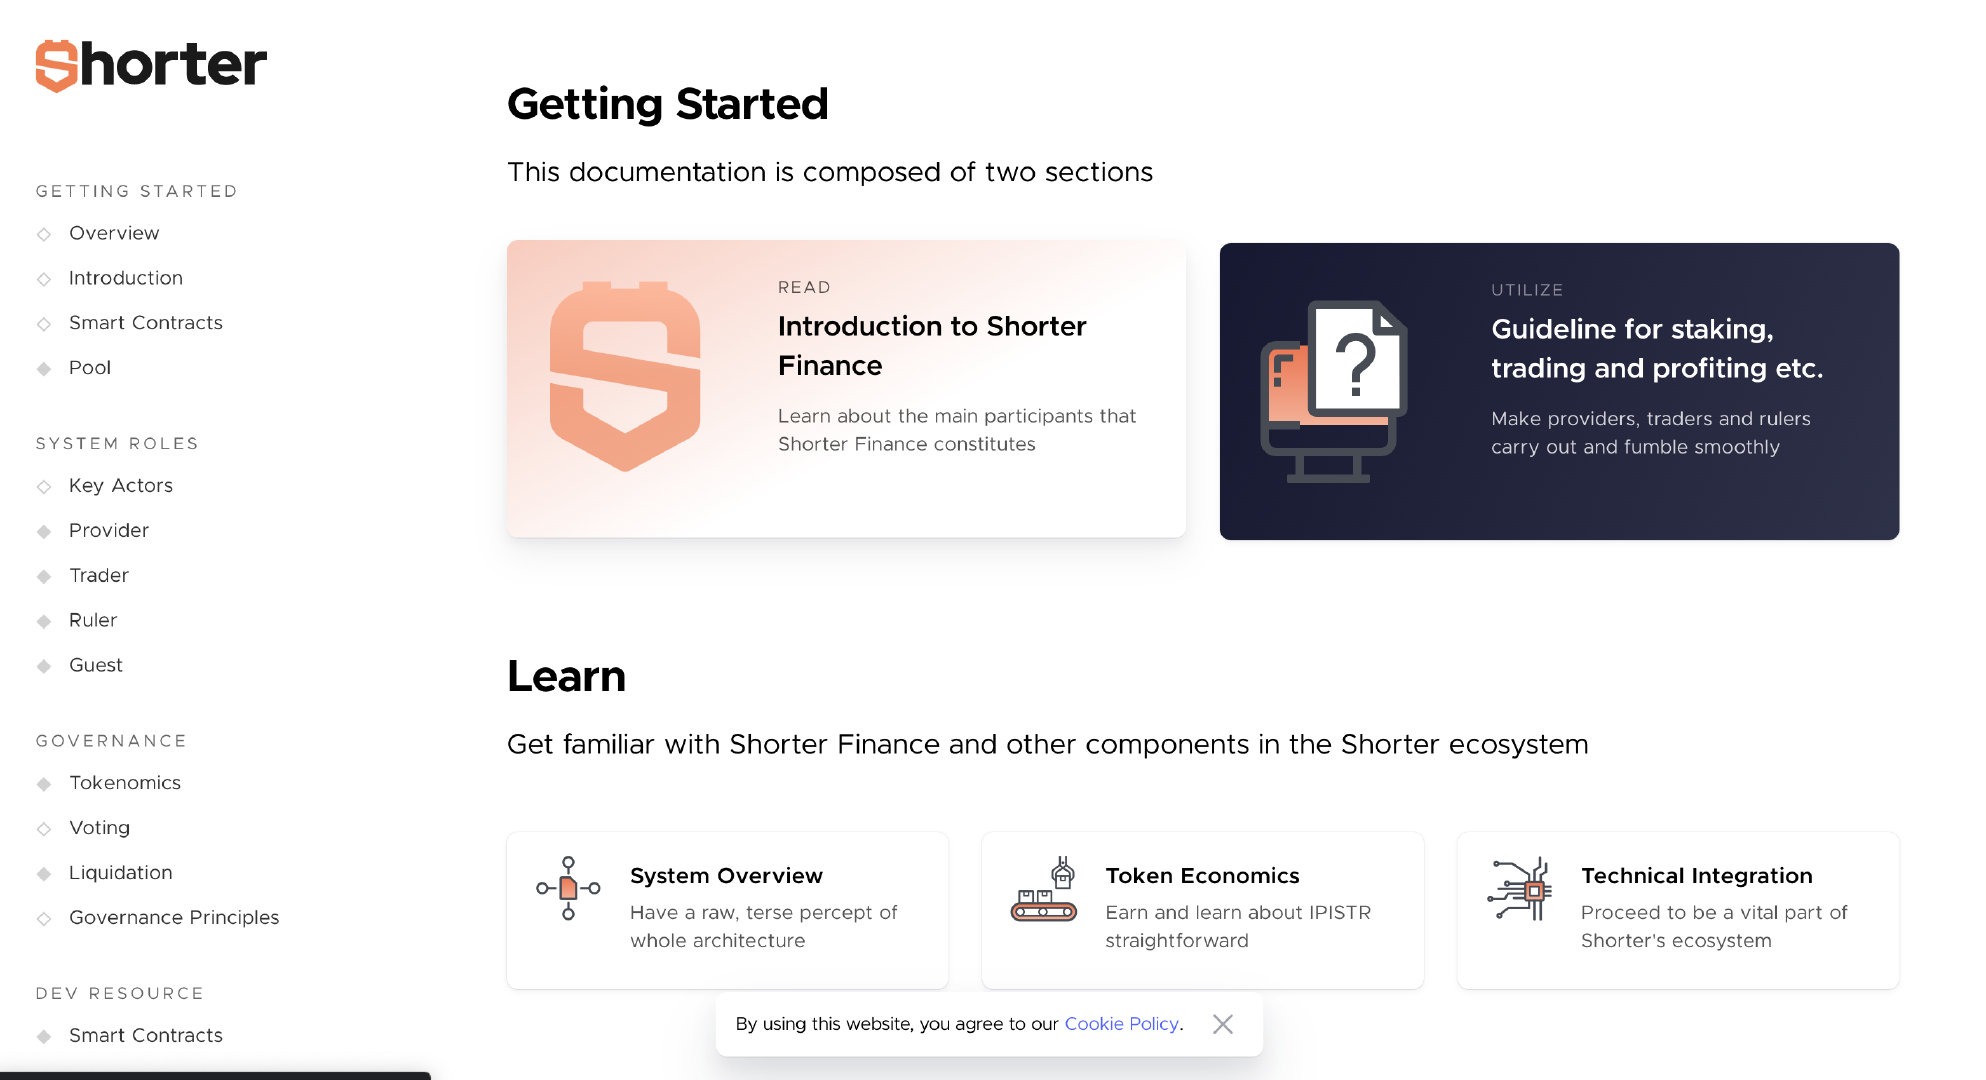 Shorter
GETTING STARTED
Overview
Introduction
Smart Contracts
Pool
SYSTEM ROLES
Key Actors
Provider
Trader
Ruler
Guest
GOVERNANCE
Tokenomics
Voting
Liquidation
Governance Principles
DEV RESOURCE
Smart Contracts
Getting Started
This documentation is composed of two sections
READ
Introduction to Shorter
Finance
Learn about the main participants that
Shorter Finance constitutes
UTILIZE
Guideline for staking,
trading and profiting etc.
Make providers, traders and rulers
carry out and fumble smoothly
Learn
Get familiar with Shorter Finance and other components in the Shorter ecosystem
System Overview
Have a raw, terse percept of
whole architecture
Token Economics
Earn and learn about IPISTR
straightforward
Technical Integration
Proceed to be a vital part of
Shorter's ecosystem
By using this website, you agree to our Cookie Policy.